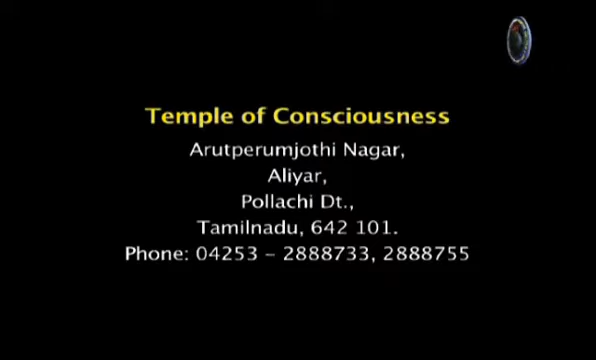 Temple of Consciousness
Arutperumjothi Nagar,
Aliyar,
Pollachi Dt.,
Tamilnadu, 642 101.
Phone: 04253 – 2888733, 2888755